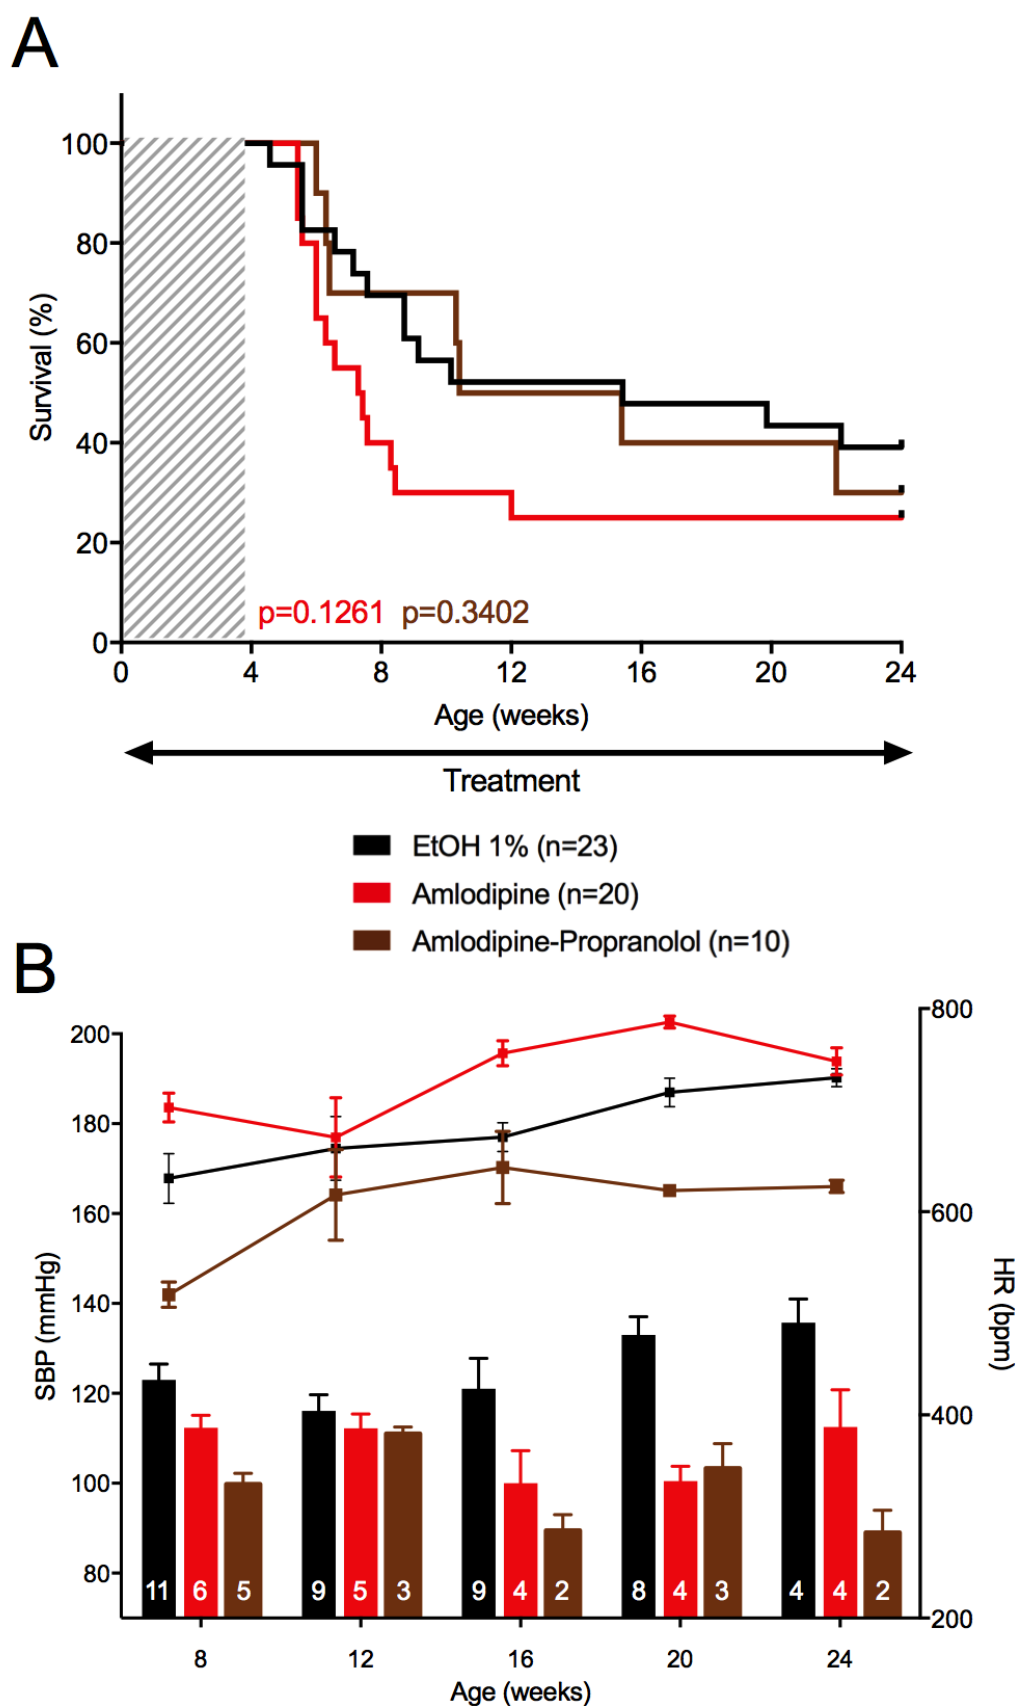 A
100
80
60
40
20
0
Survival (%)
p=0.1261 p=0.3402
0 4 8 12 16 20 24
Age (weeks)
Treatment
EtOH 1% (n=23)
Amlodipine (n=20)
Amlodipine-Propranolol (n=10)
B
200
180
160
140
120
100
80
SBP (mmHg)
800
600
400
200
HR (bpm)
11 6 5 9 5 3 9 4 2 8 4 3 4 4 2
8 12 16 20 24
Age (weeks)